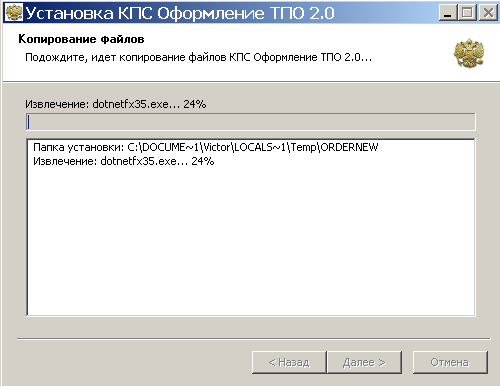 Установка КПС Оформление ТПО 2.0
Копирование файлов
Подождите, идет копирование файлов КПС Оформление ТПО 2.0...
Извлечение: dotnetfx35.exe... 24%
Папка установки: C:\DOCUME~1\Victor\LOCALS~1\Temp\ORDERNEW
Извлечение: dotnetfx35.exe... 24%
< Назад
Далее >
Отмена